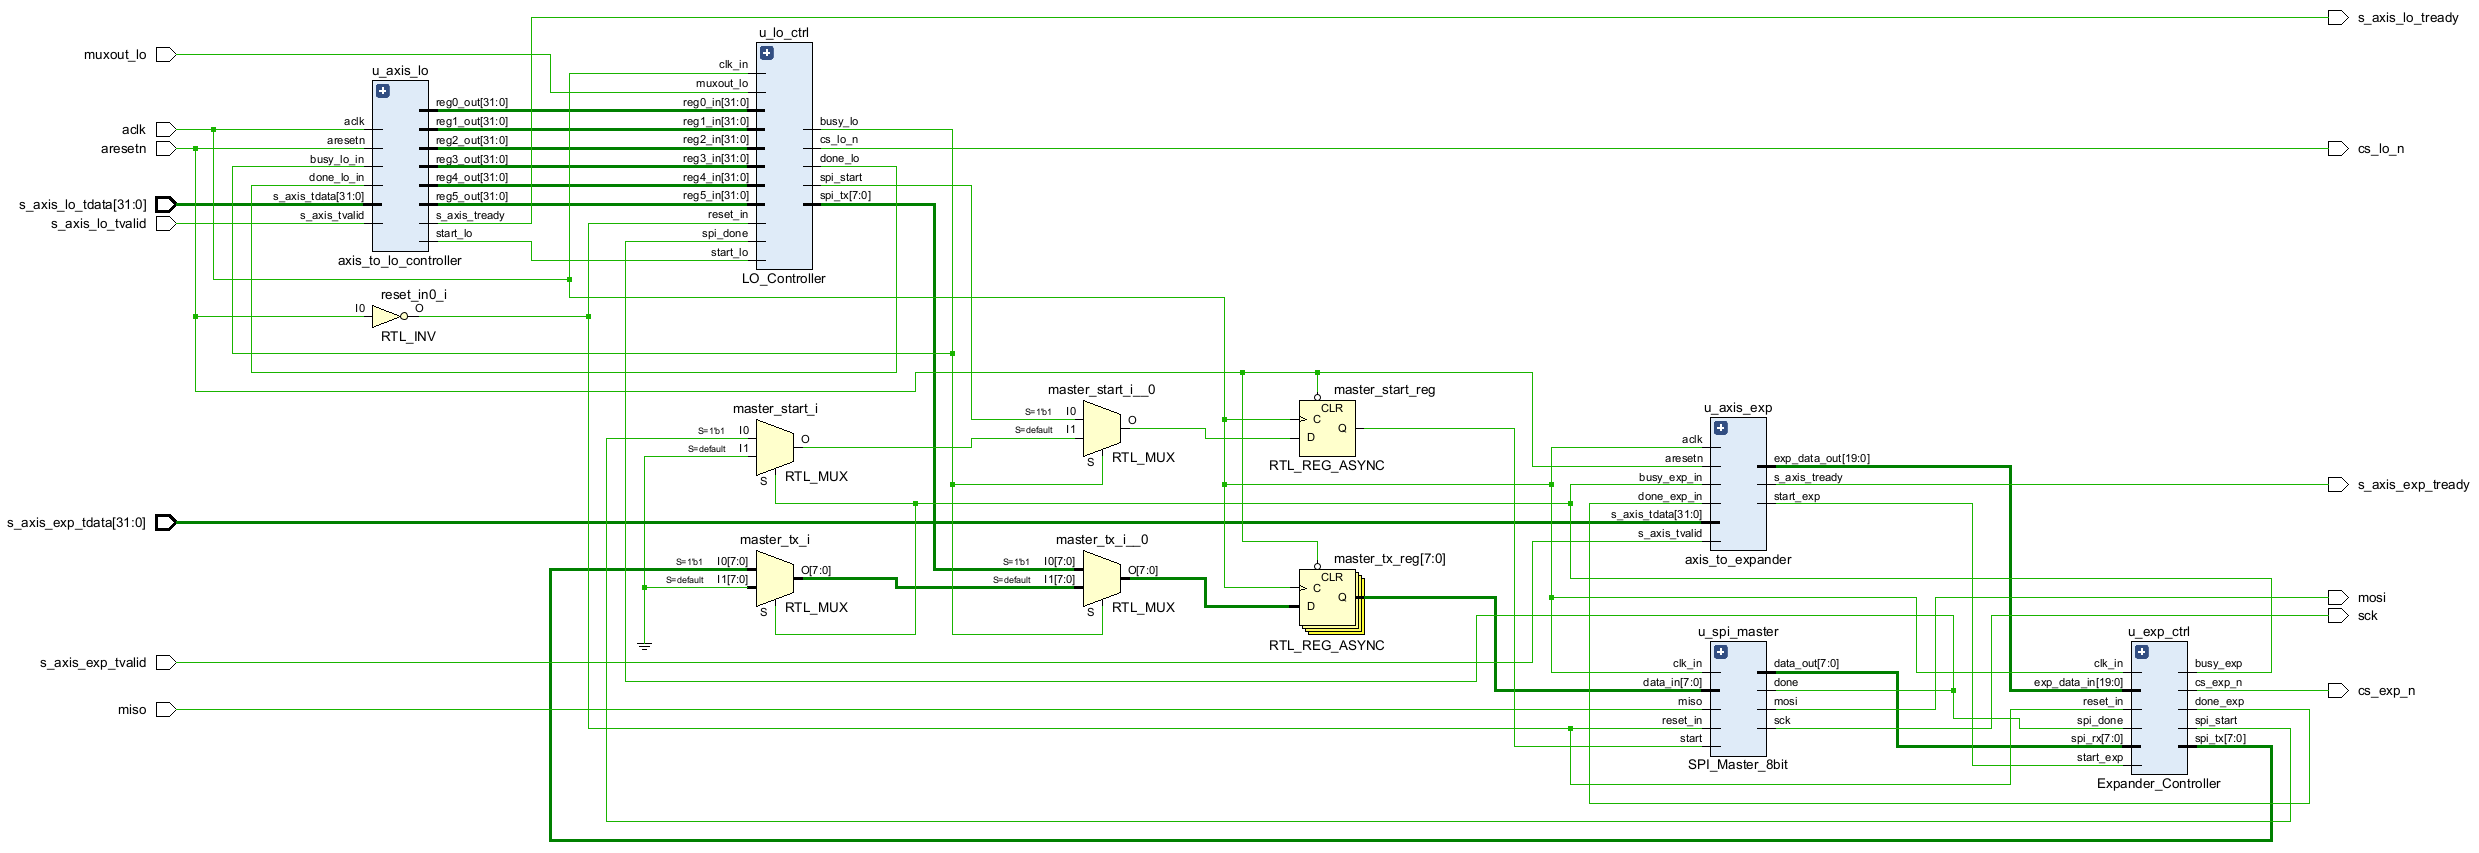 s_axis_lo_tready
muxout_lo
aclk
aresetn
s_axis_lo_tdata[31:0]
s_axis_lo_tvalid
u_axis_lo
aclk
aresetn
busy_lo_in
done_lo_in
s_axis_tdata[31:0]
s_axis_tvalid
reg0_out[31:0]
reg1_out[31:0]
reg2_out[31:0]
reg3_out[31:0]
reg4_out[31:0]
reg5_out[31:0]
s_axis_tready
start_lo
axis_to_lo_controller
u_lo_ctrl
clk_in
muxout_lo
reg0_in[31:0]
reg1_in[31:0]
reg2_in[31:0]
reg3_in[31:0]
reg4_in[31:0]
reg5_in[31:0]
reset_in
spi_done
start_lo
busy_lo
cs_lo_n
done_lo
spi_start
spi_tx[7:0]
LO_Controller
cs_lo_n
reset_in0_i
I0
O
RTL_INV
master_start_i
S=1'b1
I0
S=default
I1
O
S
RTL_MUX
master_start_i__0
S=1'b1
I0
S=default
I1
O
S
RTL_MUX
master_start_reg
CLR
C
D
Q
RTL_REG_ASYNC
u_axis_exp
aclk
aresetn
busy_exp_in
done_exp_in
s_axis_tdata[31:0]
s_axis_tvalid
exp_data_out[19:0]
s_axis_tready
start_exp
axis_to_expander
s_axis_exp_tready
s_axis_exp_tdata[31:0]
master_tx_i
S=1'b1
I0[7:0]
S=default
I1[7:0]
O[7:0]
S
RTL_MUX
master_tx_i__0
S=1'b1
I0[7:0]
S=default
I1[7:0]
O[7:0]
S
RTL_MUX
master_tx_reg[7:0]
CLR
C
D
Q
RTL_REG_ASYNC
mosi
sck
s_axis_exp_tvalid
miso
u_spi_master
clk_in
data_in[7:0]
miso
reset_in
start
data_out[7:0]
done
mosi
sck
SPI_Master_8bit
u_exp_ctrl
clk_in
exp_data_in[19:0]
reset_in
spi_done
spi_rx[7:0]
start_exp
busy_exp
cs_exp_n
done_exp
spi_start
spi_tx[7:0]
Expander_Controller
cs_exp_n